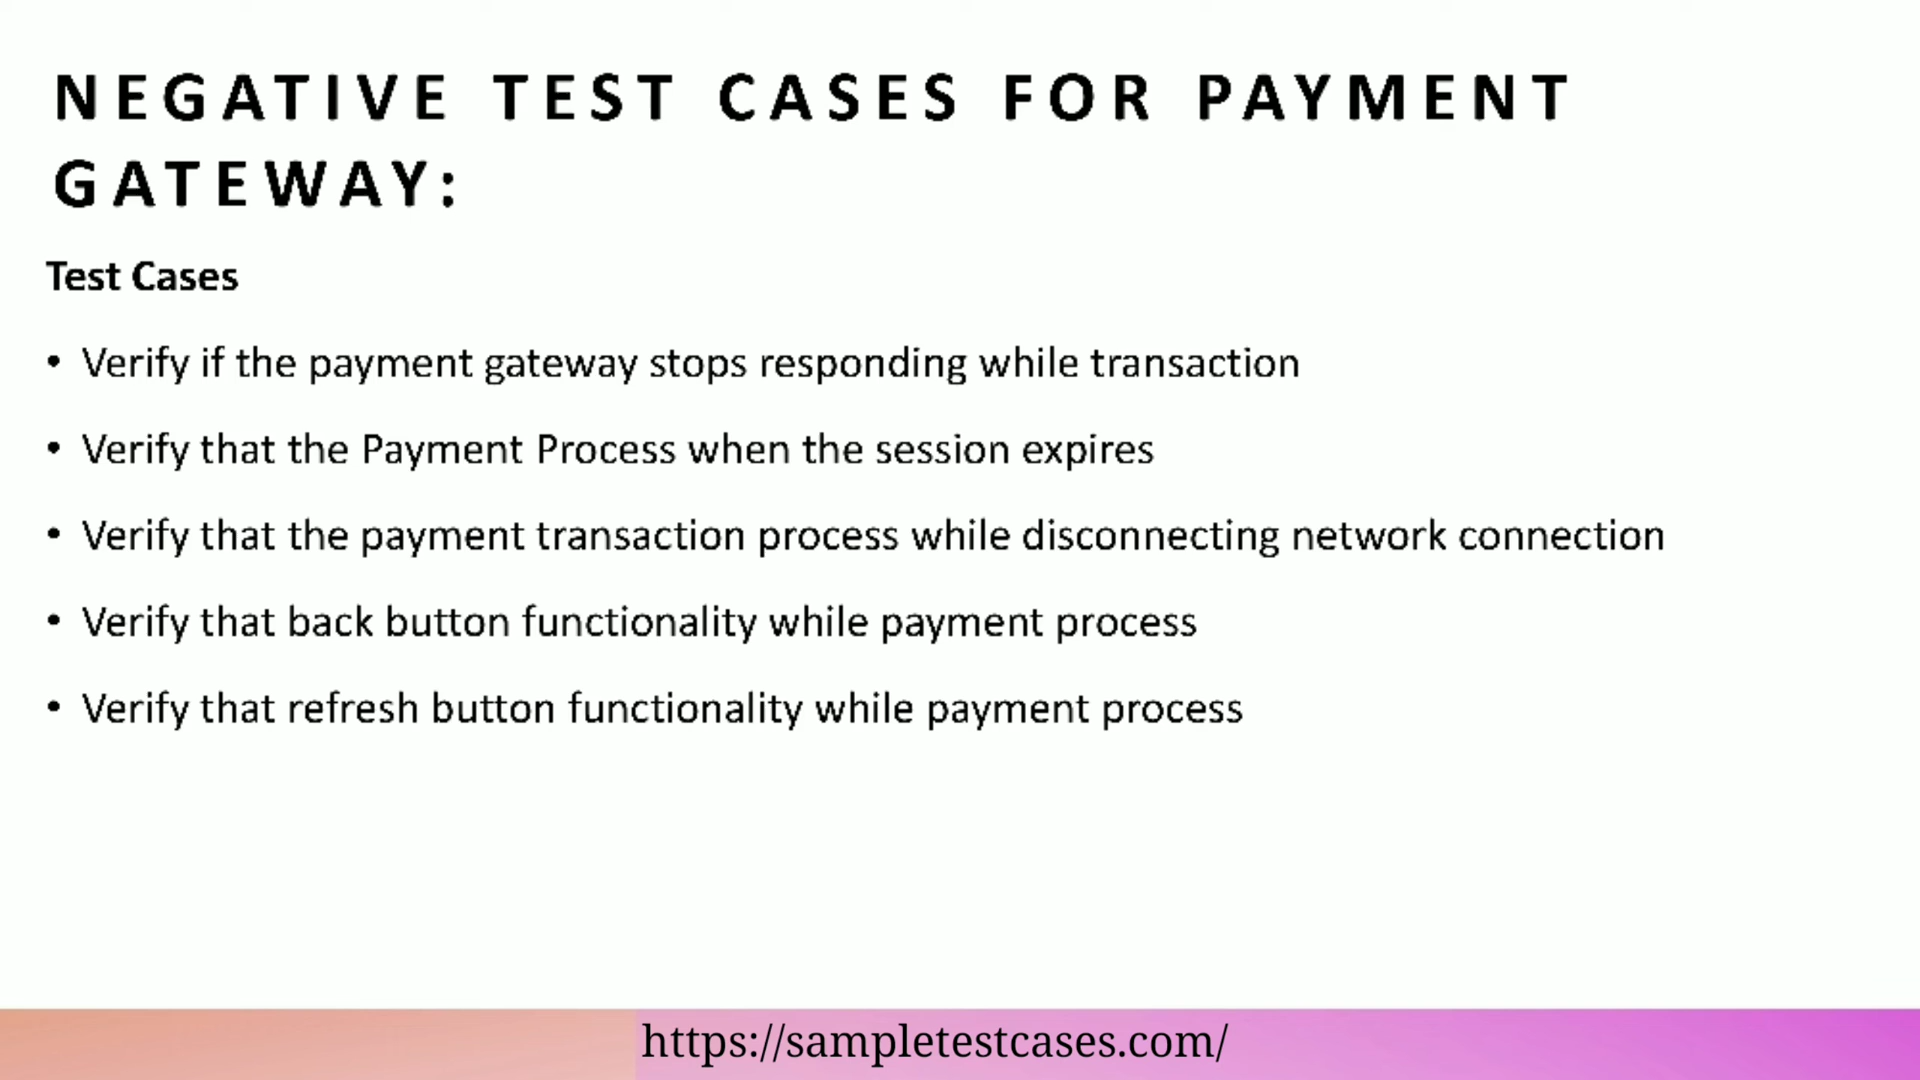 NEGATIVE TEST CASES FOR PAYMENT
GATEWAY:
Test Cases
• Verify if the payment gateway stops responding while transaction
• Verify that the Payment Process when the session expires
• Verify that the payment transaction process while disconnecting network connection
• Verify that back button functionality while payment process
• Verify that refresh button functionality while payment process
https://sampletestcases.com/